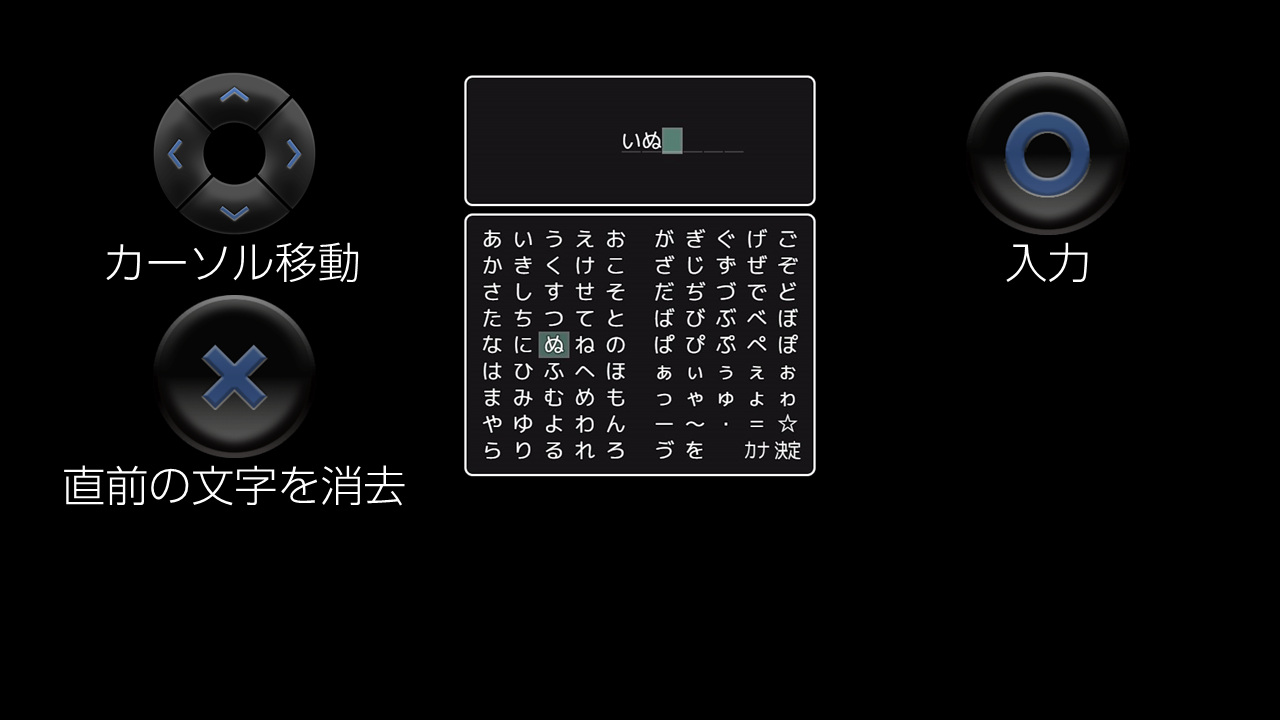 いぬ
カーソル移動
直前の文字を消去
入力
あ い う え お が ぎ ぐ げ ご
か き く け こ ざ じ ず ぜ ぞ
さ し す せ そ だ ぢ づ で ど
た ち つ て と ば び ぶ べ ぼ
な に ぬ ね の ぱ ぴ ぷ ぺ ぽ
は ひ ふ へ ほ ぁ ぃ ぅ ぇ ぉ
ま み む め も っ ゃ ゅ ょ ゎ
や ゆ よ わ ん ー ~ ・ = ☆
ら り る れ ろ ゔ を カナ 決定